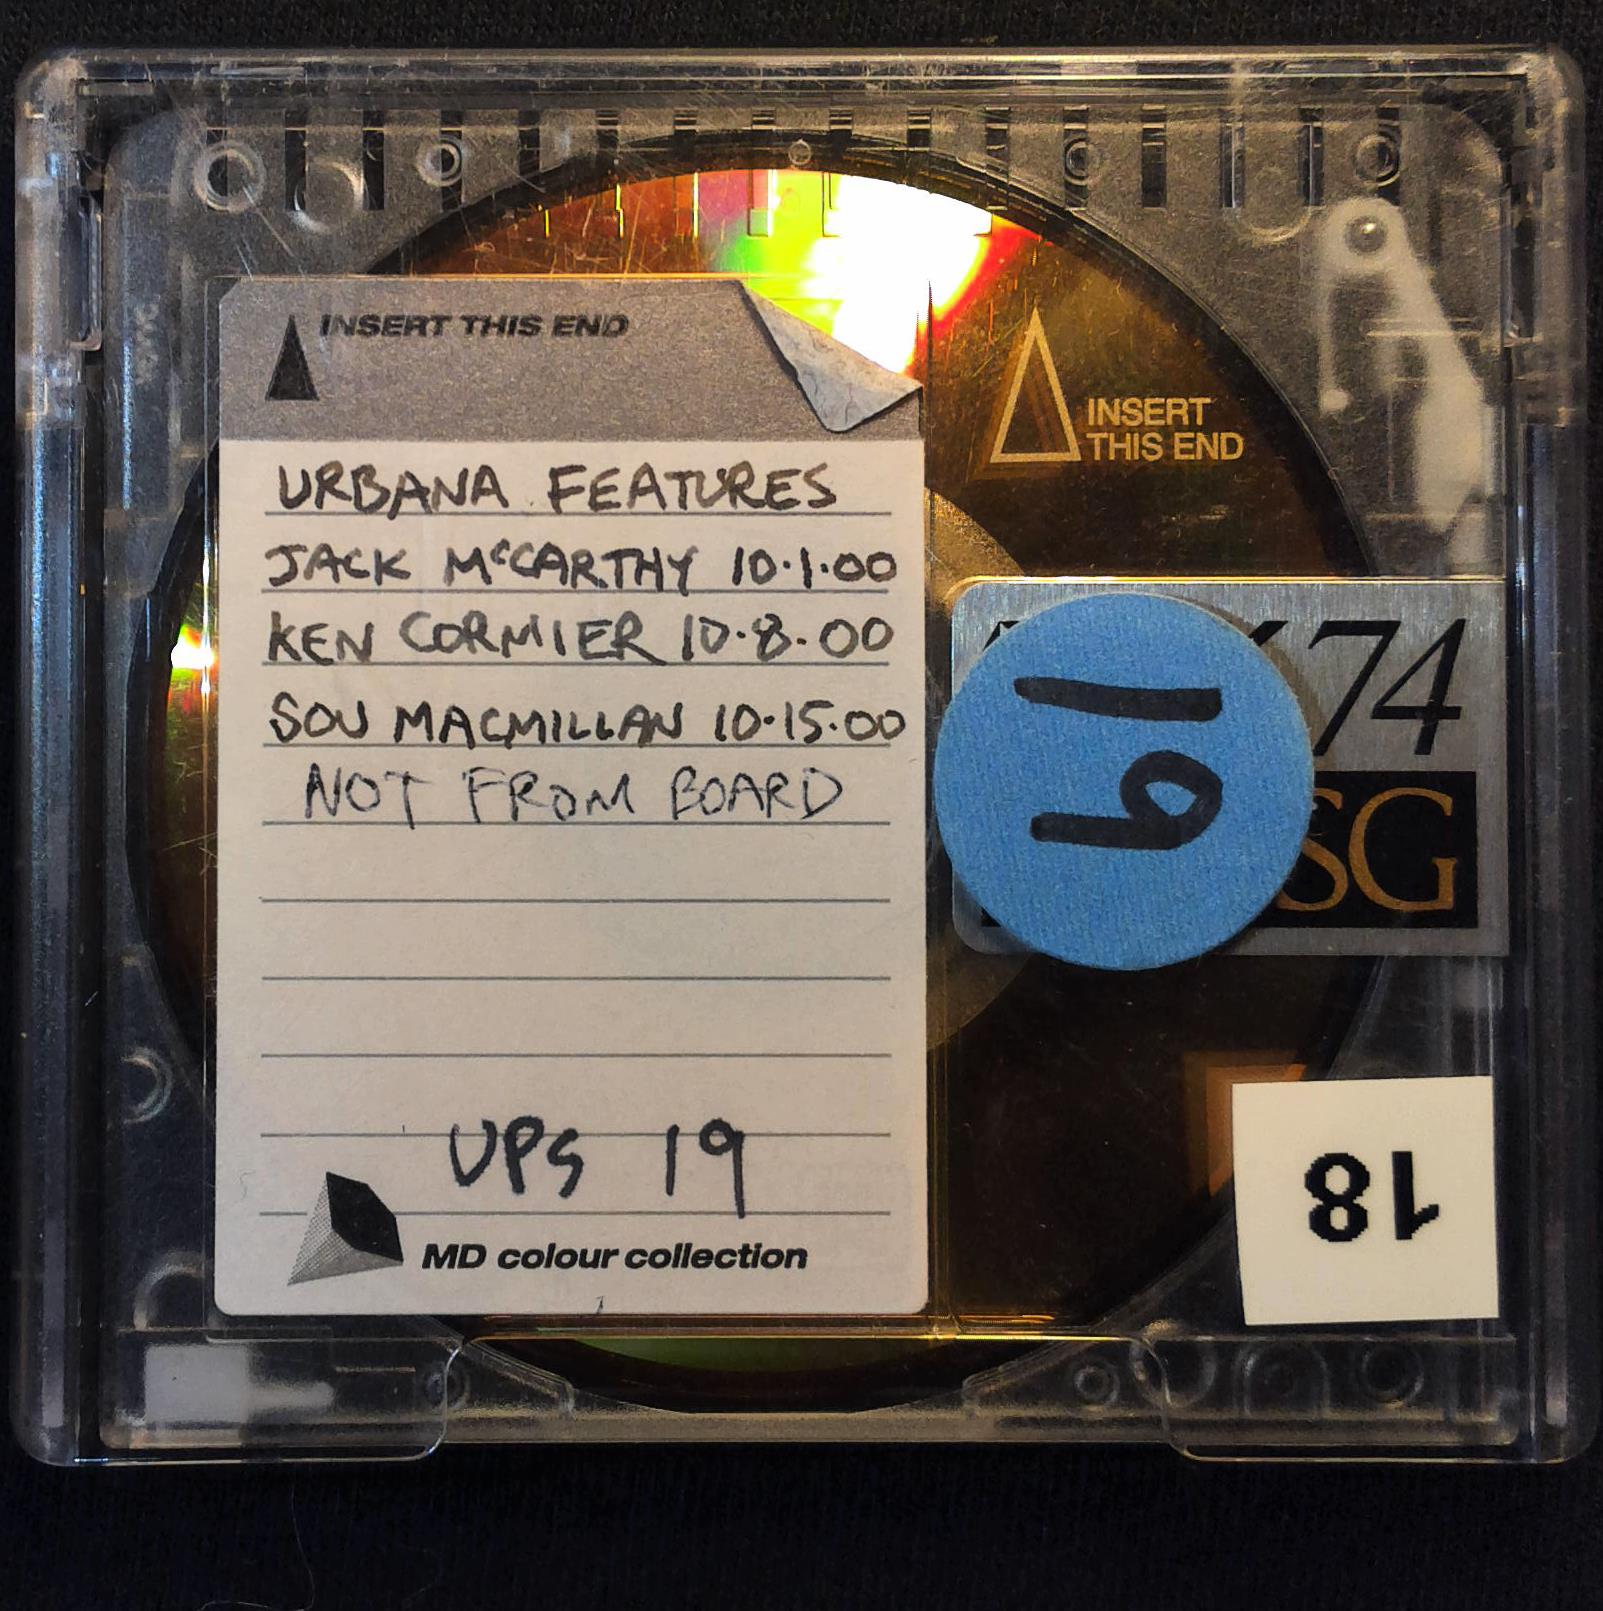 INSERT THIS END
URBANA FEATURES
JACK McCARTHY 10·1·00
KEN CORMIER 10·8·00
SOU MACMILLAN 10·15·00
NOT FROM BOARD
UPS 19
MD colour collection
INSERT
THIS END
74
SG
19
18